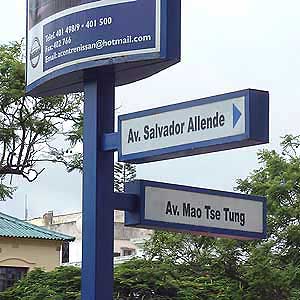 Telef. 401 498/9 • 401 500
Fax: 402 766
Email: acentrenissan@hotmail.com
Av. Salvador Allende
Av. Mao Tse Tung